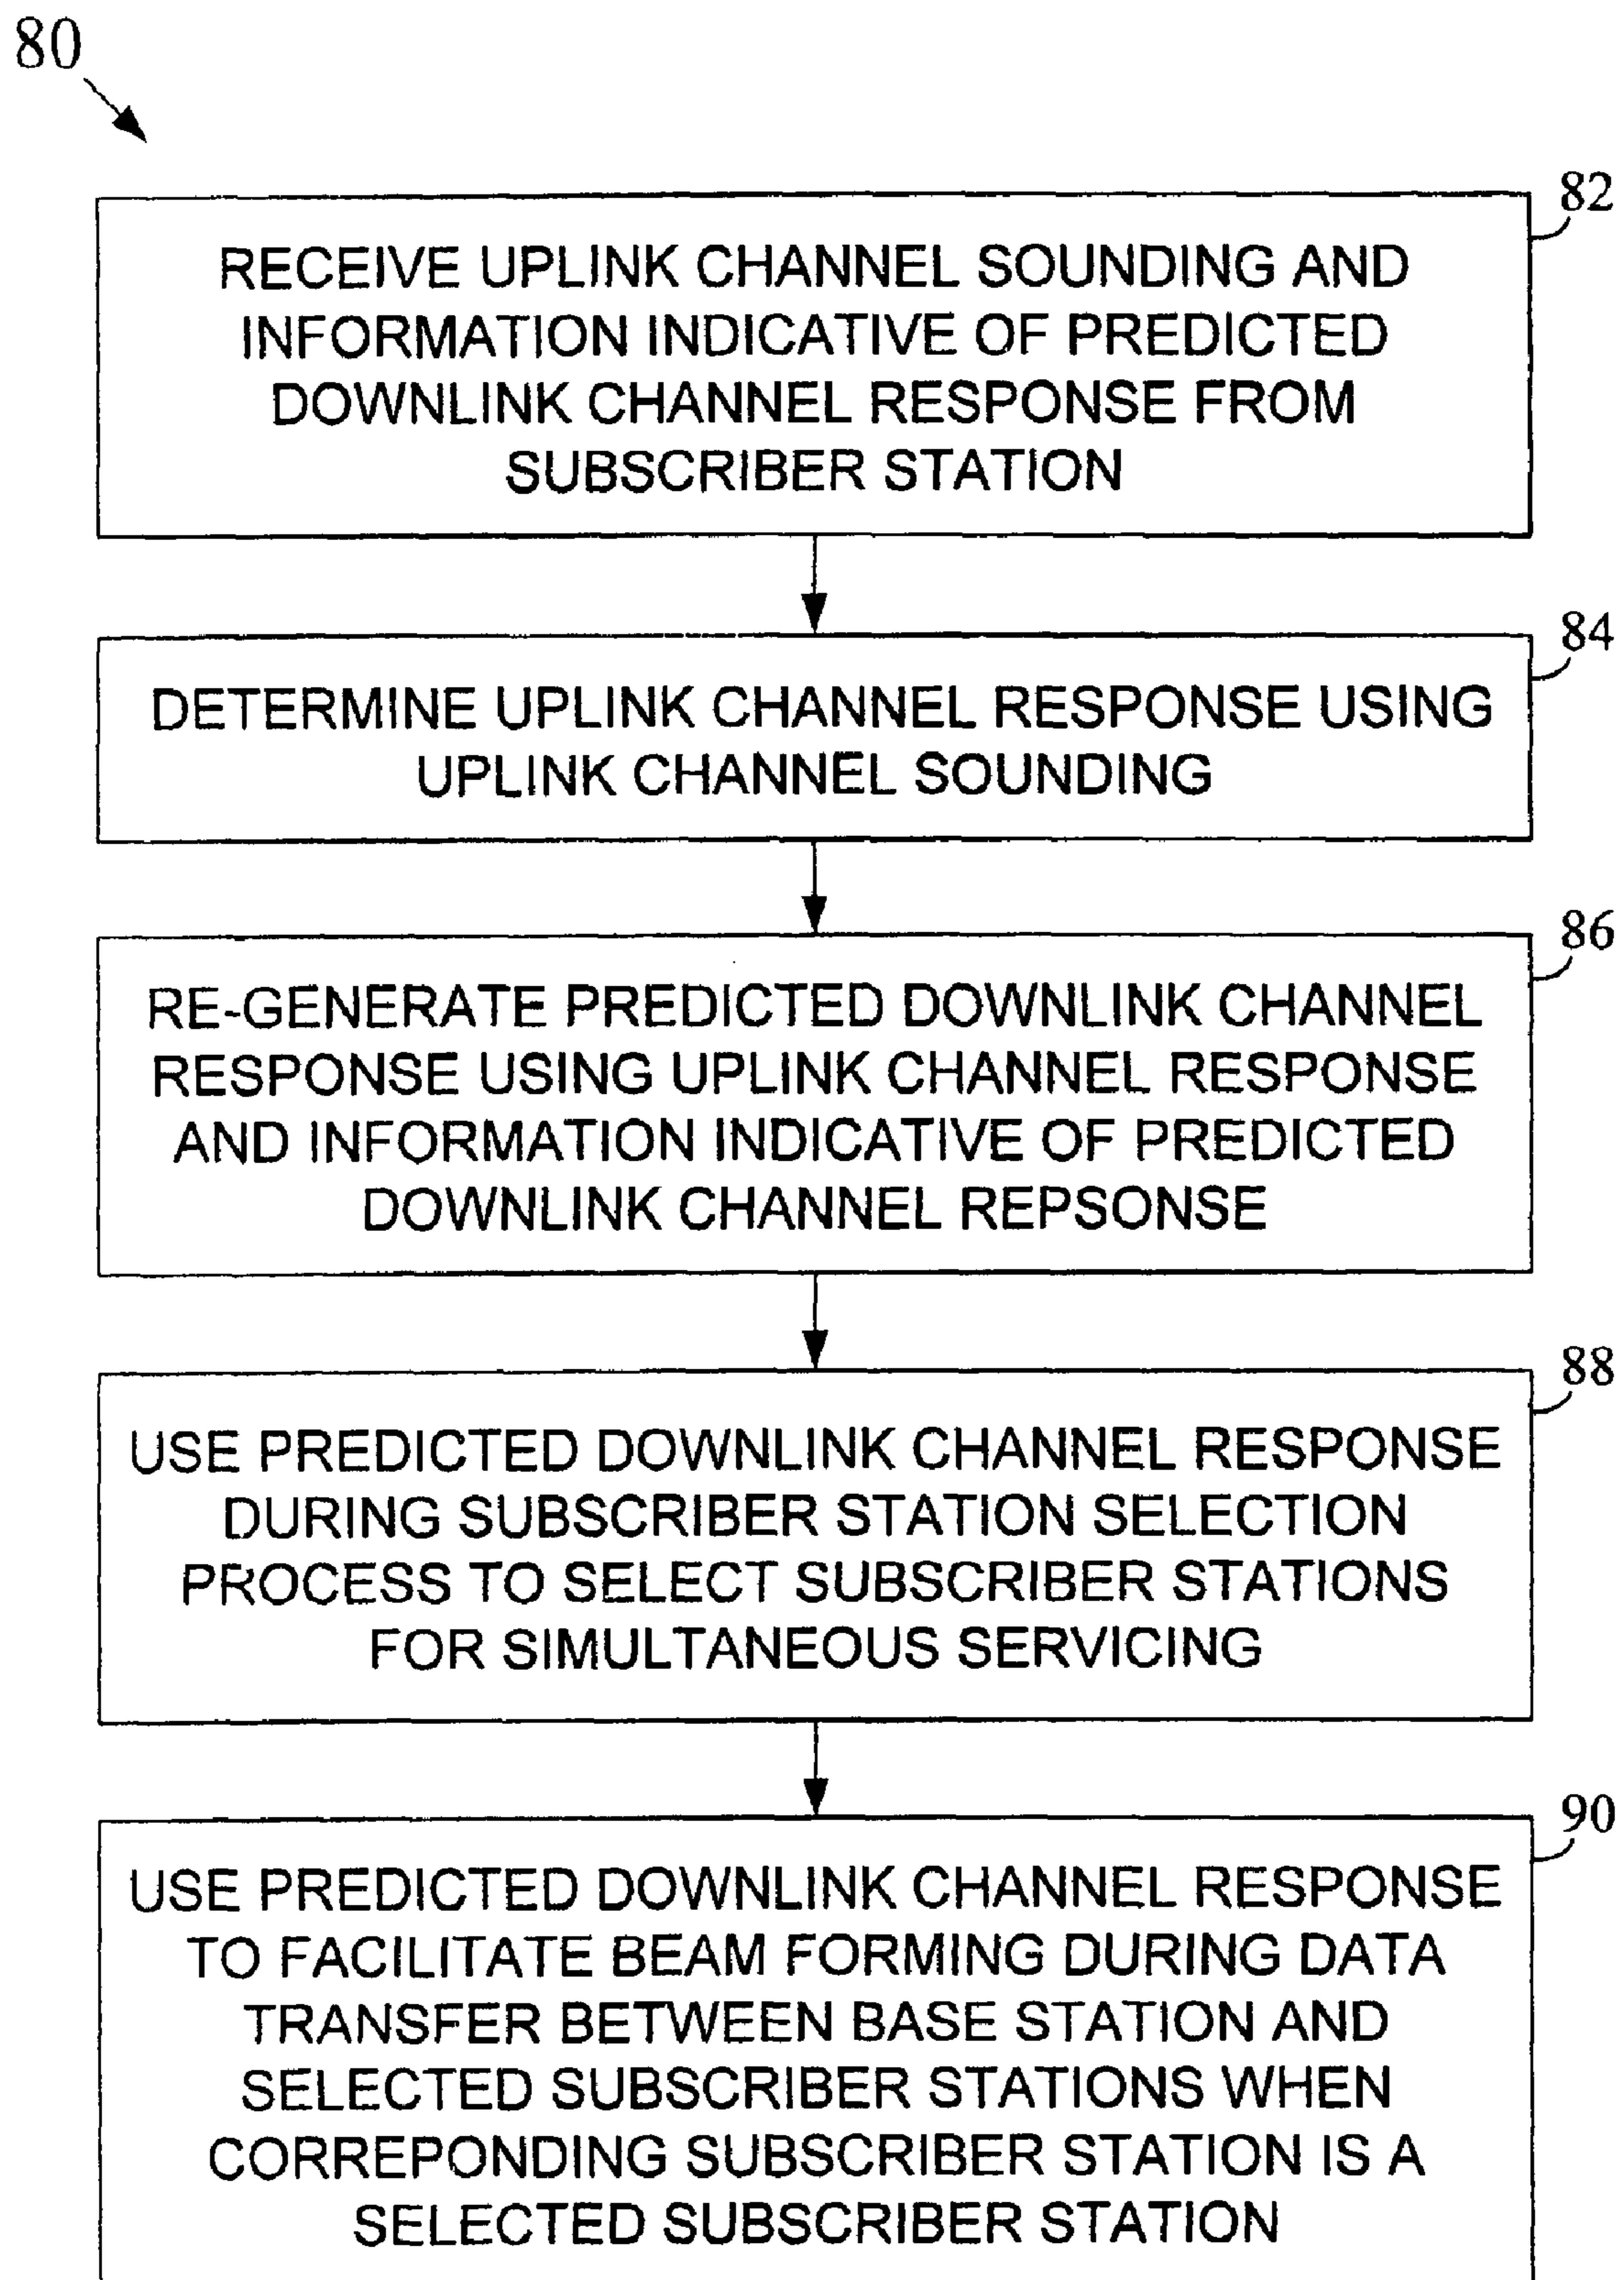 80
82
RECEIVE UPLINK CHANNEL SOUNDING AND
INFORMATION INDICATIVE OF PREDICTED
DOWNLINK CHANNEL RESPONSE FROM
SUBSCRIBER STATION
84
DETERMINE UPLINK CHANNEL RESPONSE USING
UPLINK CHANNEL SOUNDING
86
RE-GENERATE PREDICTED DOWNLINK CHANNEL
RESPONSE USING UPLINK CHANNEL RESPONSE
AND INFORMATION INDICATIVE OF PREDICTED
DOWNLINK CHANNEL REPSONSE
88
USE PREDICTED DOWNLINK CHANNEL RESPONSE
DURING SUBSCRIBER STATION SELECTION
PROCESS TO SELECT SUBSCRIBER STATIONS
FOR SIMULTANEOUS SERVICING
90
USE PREDICTED DOWNLINK CHANNEL RESPONSE
TO FACILITATE BEAM FORMING DURING DATA
TRANSFER BETWEEN BASE STATION AND
SELECTED SUBSCRIBER STATIONS WHEN
CORREPONDING SUBSCRIBER STATION IS A
SELECTED SUBSCRIBER STATION